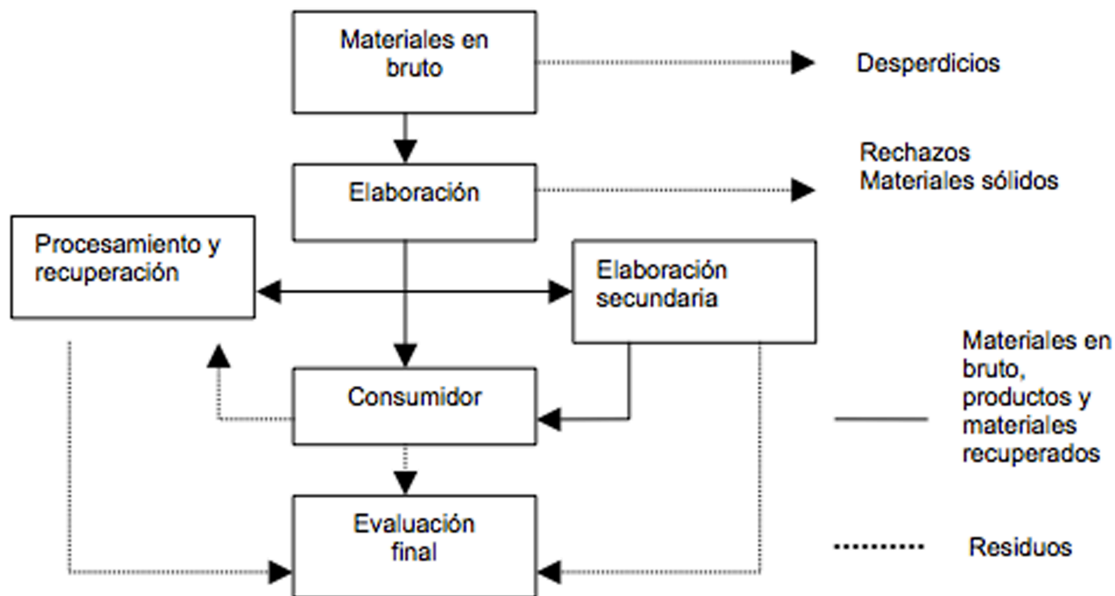 Materiales en
bruto
Desperdicios
Elaboración
Rechazos
Materiales sólidos
Procesamiento y
recuperación
Elaboración
secundaria
Consumidor
Materiales en
bruto,
productos y
materiales
recuperados
Evaluación
final
Residuos